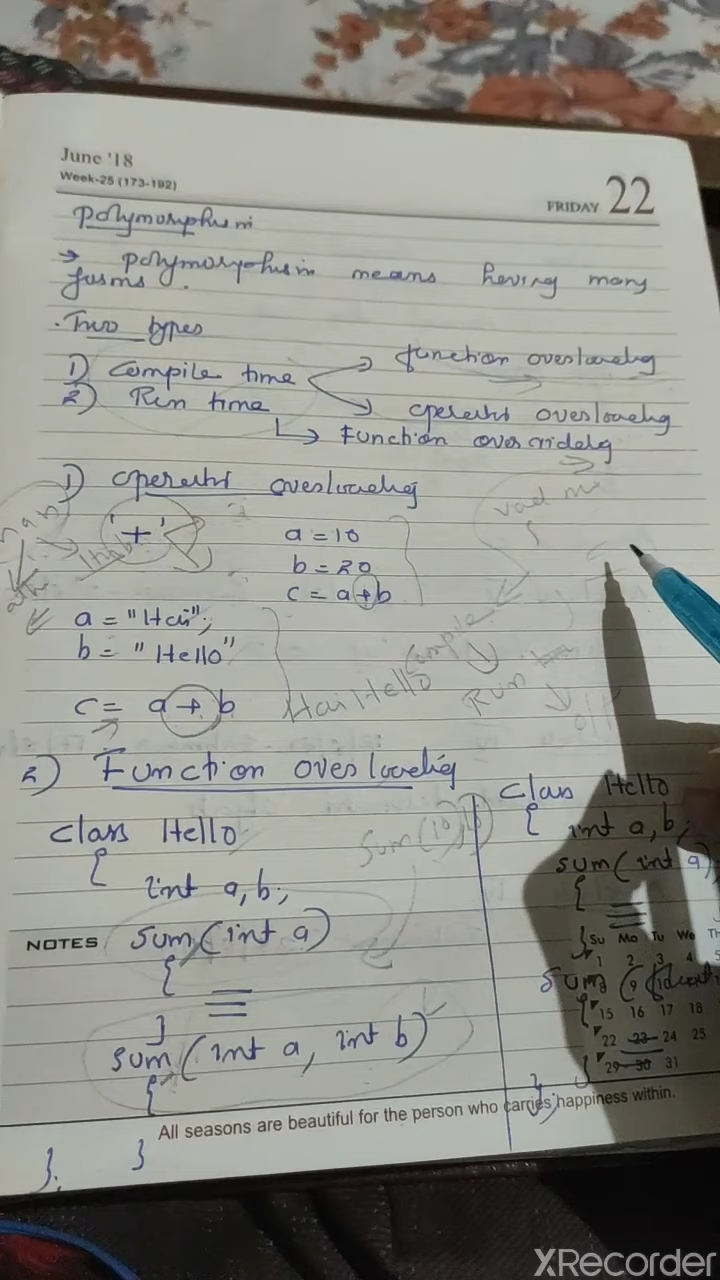 June '18
Week-25 (173-192)
FRIDAY 22
polymorphism
→ polymorphism means having many
forms.
. Two types
1) Compile time → function overloading
2) Run time → operator overloading
↳ Function overriding
1) operator overloading
'+'
a = 10
b = 20
c = a + b
a = "Hai";
b = "Hello"
c = a + b
HaiHello
Compile
Run
2) Function overloading
class Hello
{
int a, b;
sum(int a)
{
}
sum(int a, int b)
{
}
};
sum(10,
class Hello
{ int a, b;
sum(int a)
{
}
{
}
};
NOTES
Su Mo Tu We Th
1 2 3 4 5
15 16 17 18
22 23 24 25
29 30 31
All seasons are beautiful for the person who carries happiness within.
XRecorder